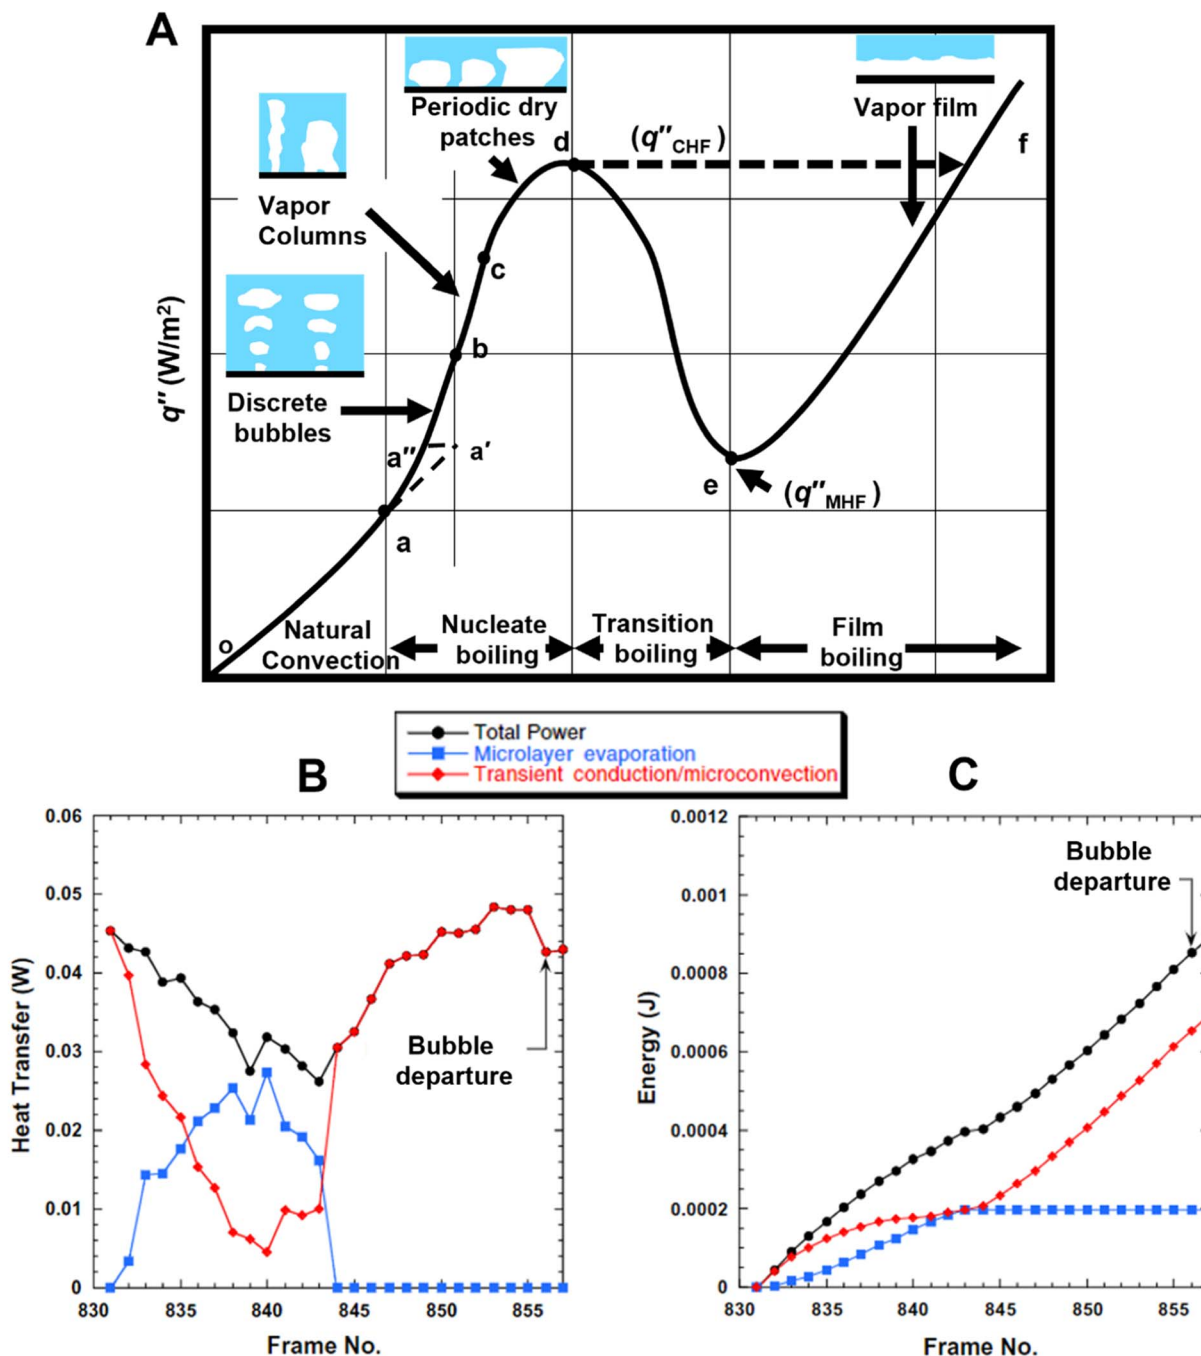 A
Periodic dry
patches
Vapor film
d
(q″CHF)
f
Vapor
Columns
c
b
q″ (W/m2)
Discrete
bubbles
a″
a′
e
(q″MHF)
a
o
Natural
Convection
Nucleate
boiling
Transition
boiling
Film
boiling
Total Power
Microlayer evaporation
Transient conduction/microconvection
B
Heat Transfer (W)
0.06
0.05
0.04
0.03
0.02
0.01
0
Bubble
departure
830
835
840
845
850
855
Frame No.
C
Energy (J)
0.0012
0.001
0.0008
0.0006
0.0004
0.0002
0
Bubble
departure
830
835
840
845
850
855
Frame No.